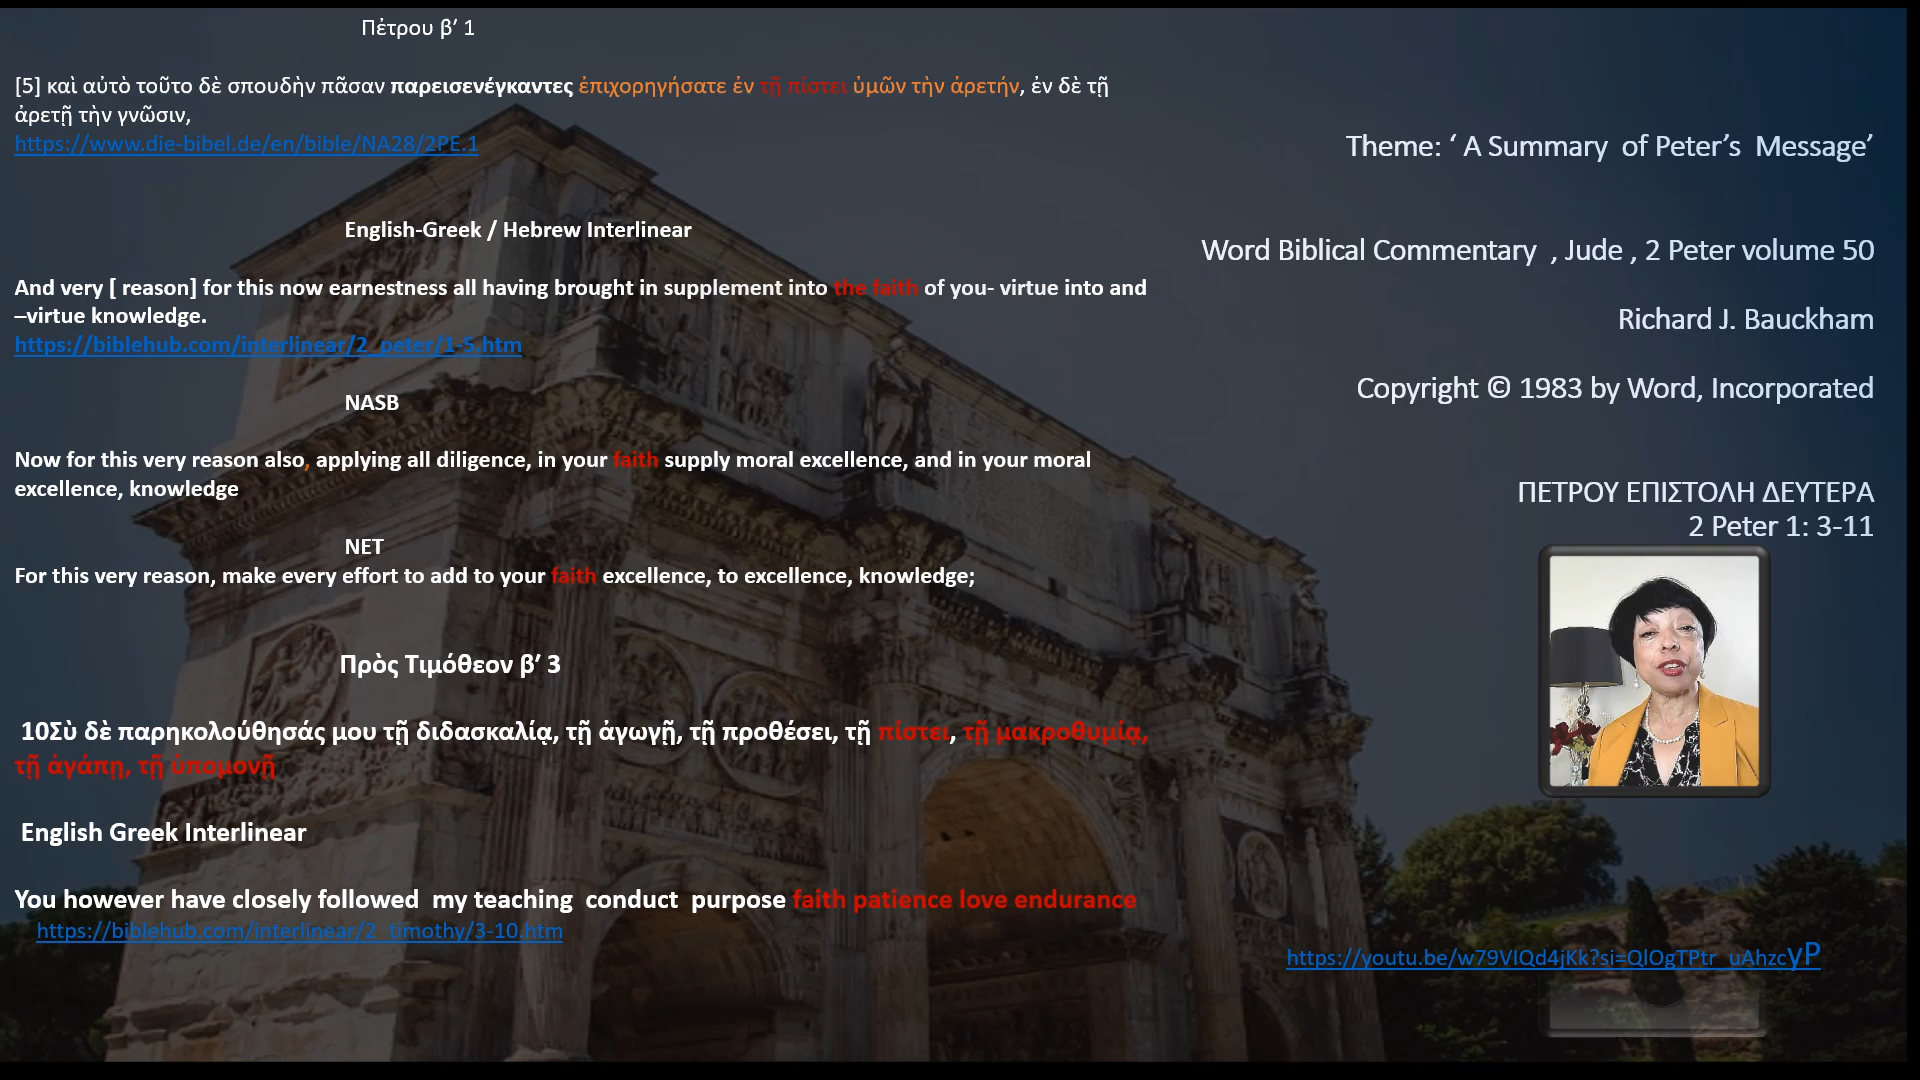 Πέτρου βʹ 1
[5] καὶ αὐτὸ τοῦτο δὲ σπουδὴν πᾶσαν παρεισενέγκαντες ἐπιχορηγήσατε ἐν τῇ πίστει ὑμῶν τὴν ἀρετήν, ἐν δὲ τῇ
ἀρετῇ τὴν γνῶσιν,
https://www.die-bibel.de/en/bible/NA28/2PE.1
English-Greek / Hebrew Interlinear
And very [ reason] for this now earnestness all having brought in supplement into the faith of you- virtue into and
–virtue knowledge.
https://biblehub.com/interlinear/2_peter/1-5.htm
NASB
Now for this very reason also, applying all diligence, in your faith supply moral excellence, and in your moral
excellence, knowledge
NET
For this very reason, make every effort to add to your faith excellence, to excellence, knowledge;
Πρὸς Τιμόθεον βʹ 3
10Σὺ δὲ παρηκολούθησάς μου τῇ διδασκαλίᾳ, τῇ ἀγωγῇ, τῇ προθέσει, τῇ πίστει, τῇ μακροθυμίᾳ,
τῇ ἀγάπῃ, τῇ ὑπομονῇ
English Greek Interlinear
You however have closely followed my teaching conduct purpose faith patience love endurance
https://biblehub.com/interlinear/2_timothy/3-10.htm
Theme: ‘ A Summary of Peter’s Message’
Word Biblical Commentary , Jude , 2 Peter volume 50
Richard J. Bauckham
Copyright © 1983 by Word, Incorporated
ΠΕΤΡΟΥ ΕΠΙΣΤΟΛΗ ΔΕΥΤΕΡΑ
2 Peter 1: 3-11
https://youtu.be/w79VIQd4jKk?si=QlOgTPtr_uAhzcyP